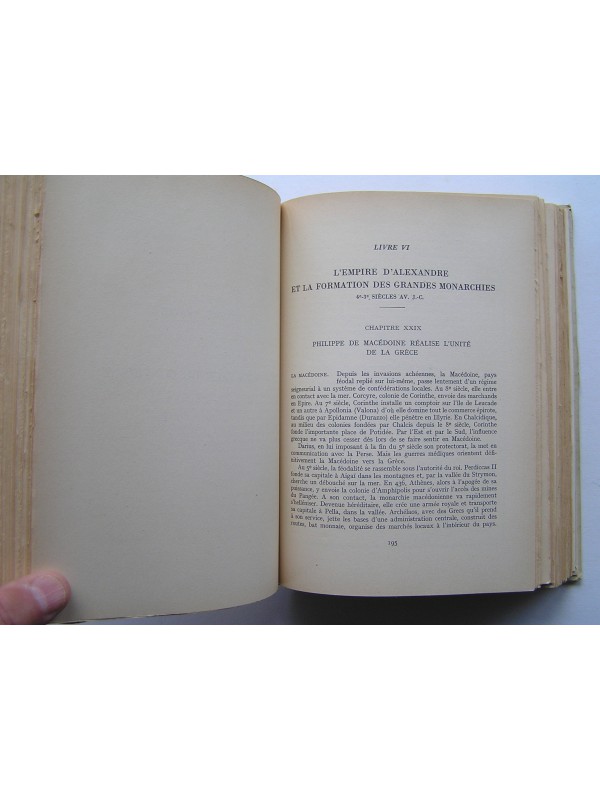 LIVRE VI
L'EMPIRE D'ALEXANDRE
ET LA FORMATION DES GRANDES MONARCHIES
4e-3e SIÈCLES AV. J.-C.
CHAPITRE XXIX
PHILIPPE DE MACÉDOINE RÉALISE L'UNITÉ
DE LA GRÈCE
LA MACÉDOINE. Depuis les invasions achéennes, la Macédoine, pays
féodal replié sur lui-même, passe lentement d'un régime
seigneurial à un système de confédérations locales. Au 8e siècle, elle entre
en contact avec la mer. Corcyre, colonie de Corinthe, envoie des marchands
en Epire. Au 7e siècle, Corinthe installe un comptoir sur l'île de Leucade
et un autre à Apollonia (Valona) d'où elle domine tout le commerce épirote,
tandis que par Epidamne (Durazzo) elle pénètre en Illyrie. En Chalcidique,
au milieu des colonies fondées par Chalcis depuis le 8e siècle, Corinthe
fonde l'importante place de Potidée. Par l'Est et par le Sud, l'influence
grecque ne va plus cesser dès lors de se faire sentir en Macédoine.
Darius, en lui imposant à la fin du 5e siècle son protectorat, la met en
communication avec la Perse. Mais les guerres médiques orientent défi-
nitivement la Macédoine vers la Grèce.
Au 5e siècle, la féodalité se rassemble sous l'autorité du roi. Perdiccas II
fonde sa capitale à Aigai dans les montagnes, et, par la vallée du Strymon,
cherche un débouché sur la mer. En 436, Athènes, alors à l'apogée de sa
puissance, y envoie la colonie d'Amphipolis pour s'ouvrir l'accès des mines
du Pangée. A son contact, la monarchie macédonienne va rapidement
s'helléniser. Devenue héréditaire, elle crée une armée royale et transporte
sa capitale à Pella, dans la vallée. Archélaos, avec des Grecs qu'il prend
à son service, jette les bases d'une administration centrale, construit des
routes, bat monnaie, organise des marchés locaux à l'intérieur du pays.
195